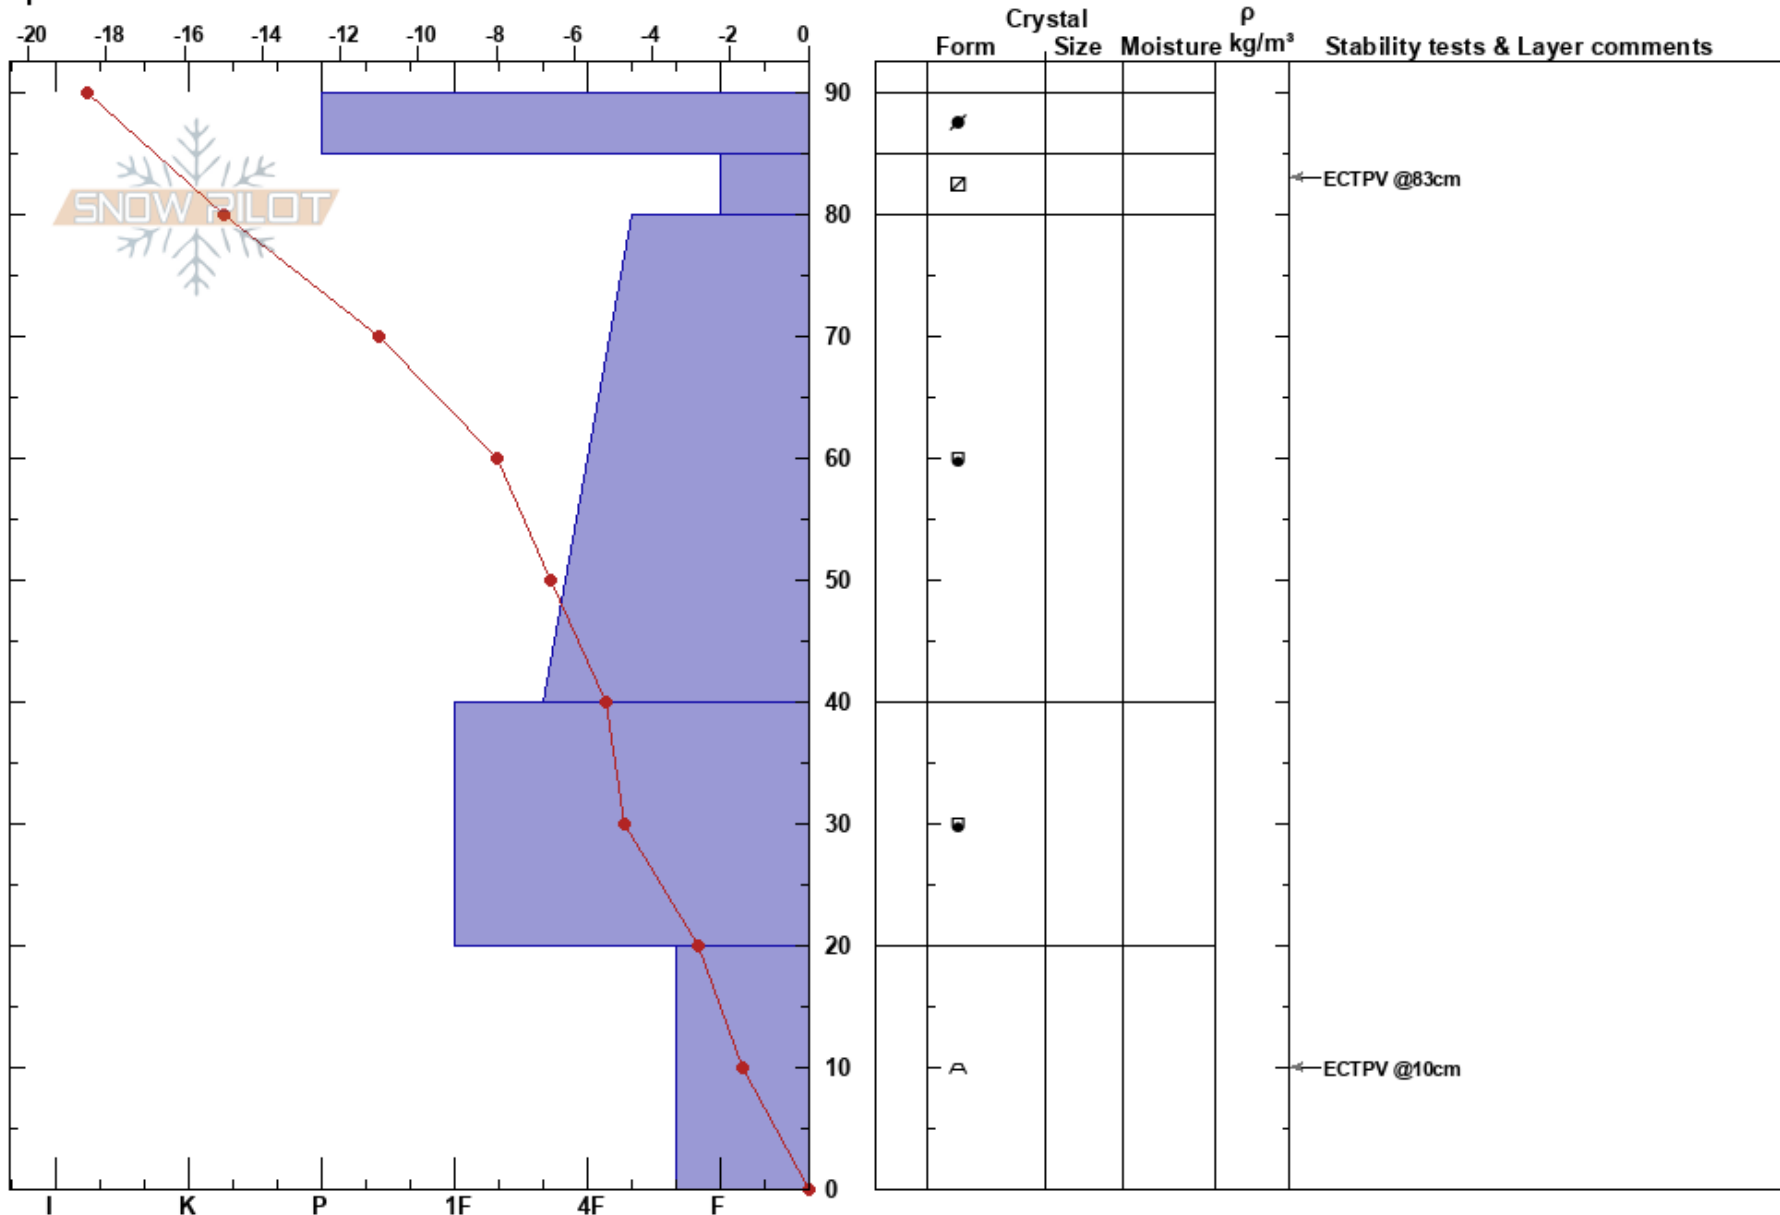 Crystal ρ
-20 -18 -16 -14 -12 -10 -8 -6 -4 -2 0 Form Size Moisture kg/m³ Stability tests & Layer comments
90
SNOW PILOT
ECTPV @83cm
80
70
60
50
40
30
20
10 ECTPV @10cm
0
I K P 1F 4F F